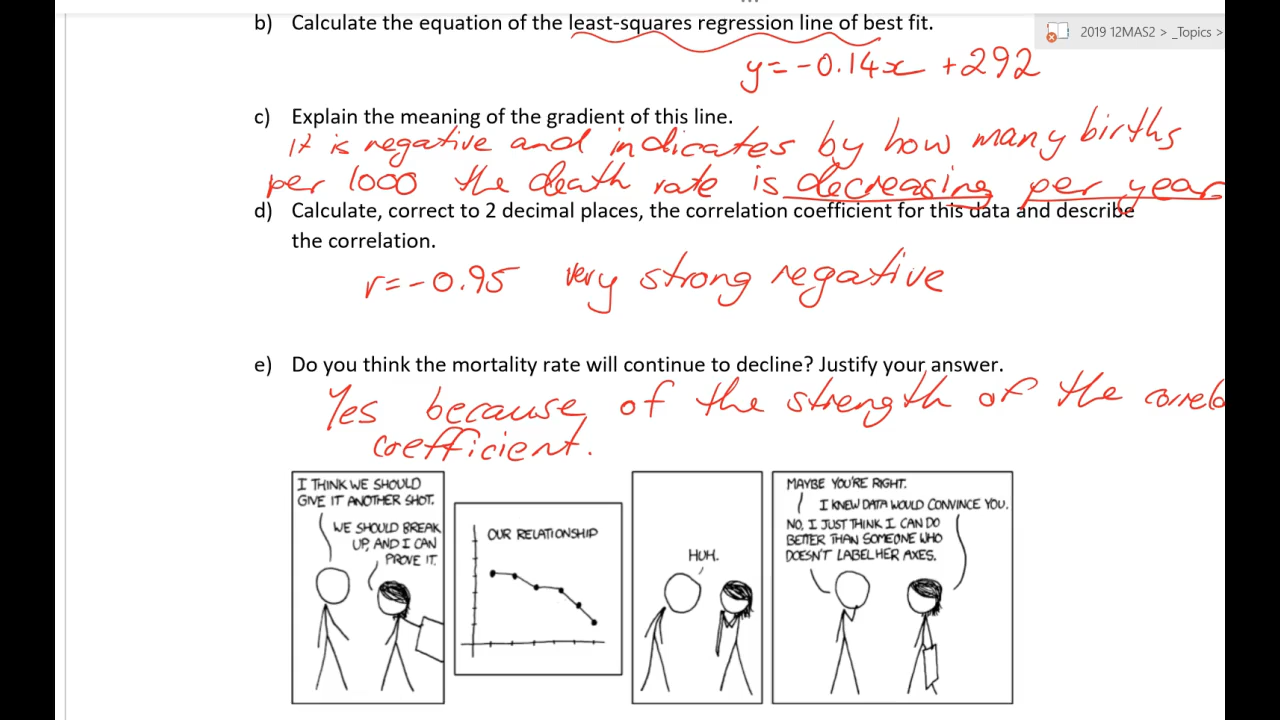 2019 12MAS2 > _Topics >
b) Calculate the equation of the least-squares regression line of best fit.
y = -0.14x + 292
c) Explain the meaning of the gradient of this line.
It is negative and indicates by how many births
per 1000 the death rate is decreasing per year
d) Calculate, correct to 2 decimal places, the correlation coefficient for this data and describe
the correlation.
r = -0.95 very strong negative
e) Do you think the mortality rate will continue to decline? Justify your answer.
Yes because of the strength of the
coefficient.
I THINK WE SHOULD
GIVE IT ANOTHER SHOT.
WE SHOULD BREAK
UP, AND I CAN
PROVE IT.
OUR RELATIONSHIP
HUH.
MAYBE YOU'RE RIGHT.
I KNEW DATA WOULD CONVINCE YOU.
NO, I JUST THINK I CAN DO
BETTER THAN SOMEONE WHO
DOESN'T LABEL HER AXES.